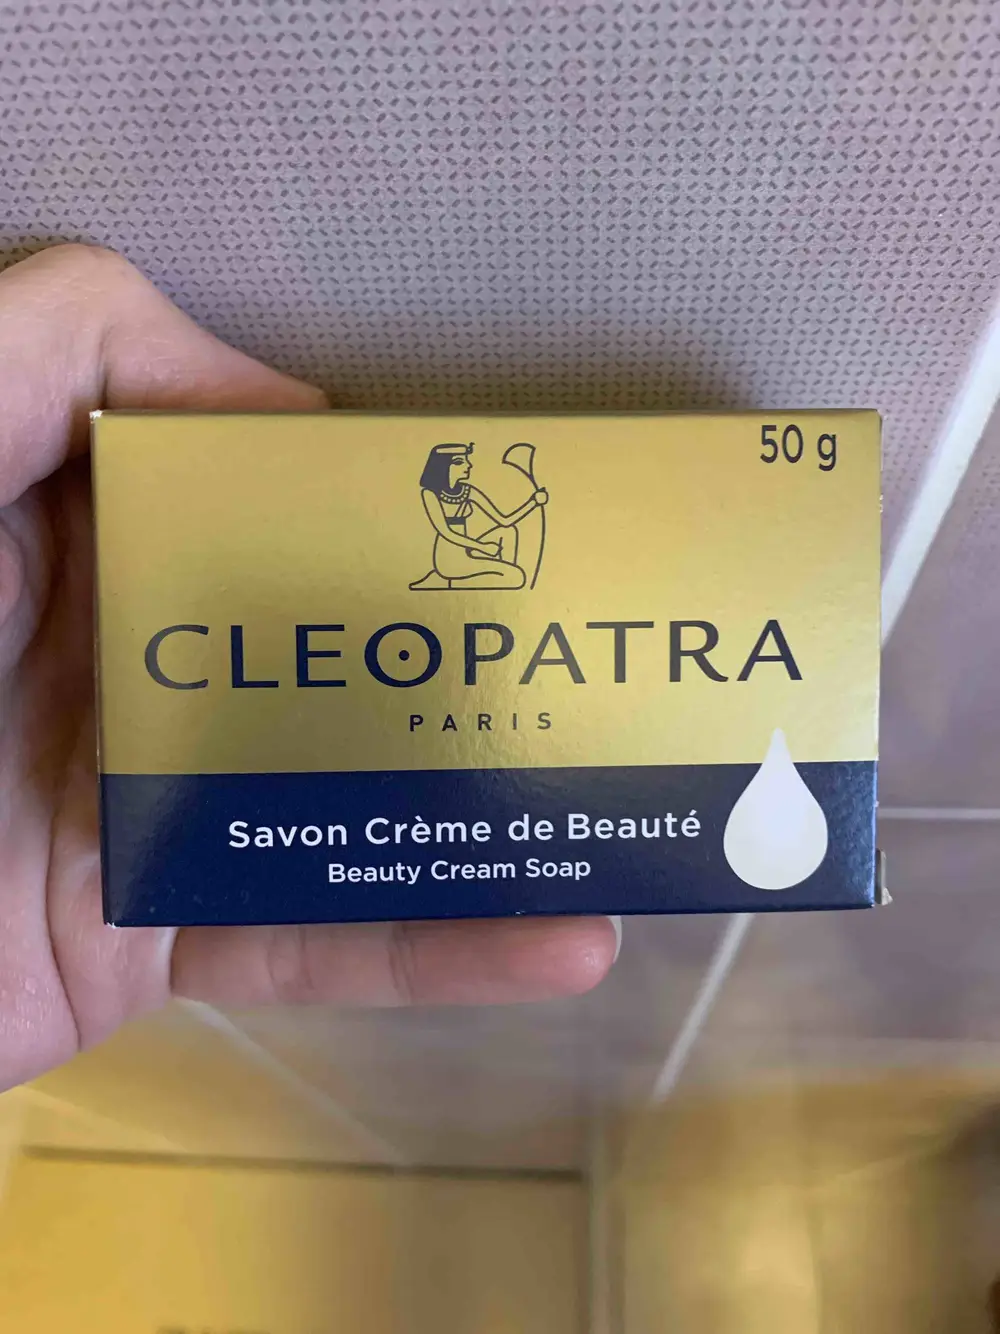 50 g
CLEOPATRA
PARIS
Savon Crème de Beauté
Beauty Cream Soap